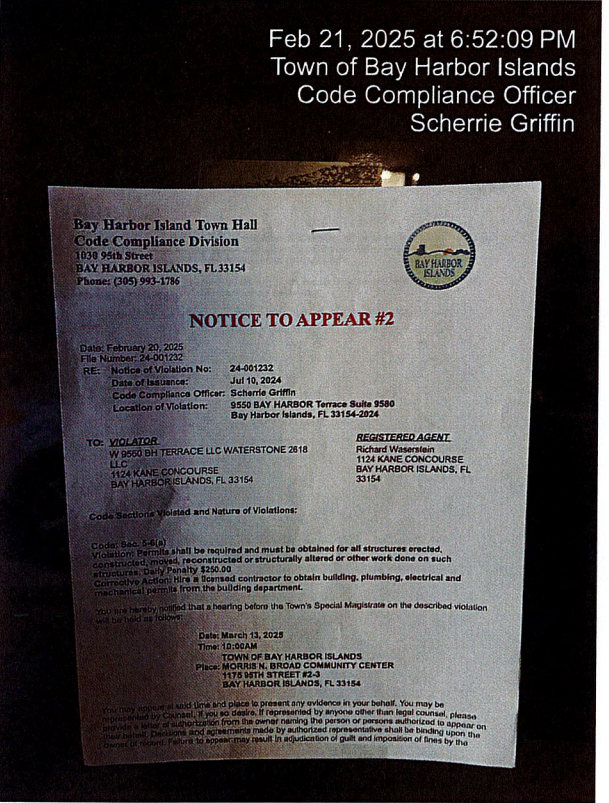 Feb 21, 2025 at 6:52:09 PM
Town of Bay Harbor Islands
Code Compliance Officer
Scherrie Griffin
Bay Harbor Island Town Hall
Code Compliance Division
1030 95th Street
BAY HARBOR ISLANDS, FL 33154
Phone: (305) 993-1786
BAY HARBOR
ISLANDS
NOTICE TO APPEAR #2
Date: February 20, 2025
File Number: 24-001232
RE: Notice of Violation No: 24-001232
Date of Issuance: Jul 10, 2024
Code Compliance Officer: Scherrie Griffin
Location of Violation: 9550 BAY HARBOR Terrace Suite 9580
Bay Harbor Islands, FL 33154-2024
TO: VIOLATOR
W 9550 BH TERRACE LLC WATERSTONE 2618
LLC
1124 KANE CONCOURSE
BAY HARBOR ISLANDS, FL 33154
REGISTERED AGENT
Richard Waserstein
1124 KANE CONCOURSE
BAY HARBOR ISLANDS, FL
33154
Code Sections Violated and Nature of Violations:
Code: Sec. 5-6(a)
Violation: Permits shall be required and must be obtained for all structures erected,
constructed, moved, reconstructed or structurally altered or other work done on such
structures. Daily Penalty $250.00
Corrective Action: Hire a licensed contractor to obtain building, plumbing, electrical and
mechanical permits from the building department.
You are hereby notified that a hearing before the Town's Special Magistrate on the described violation
will be held as follows:
Date: March 13, 2025
Time: 10:00AM
TOWN OF BAY HARBOR ISLANDS
Place: MORRIS N. BROAD COMMUNITY CENTER
1175 95TH STREET #2-3
BAY HARBOR ISLANDS, FL 33154
You may appear at said time and place to present any evidence in your behalf. You may be
represented by Counsel, if you so desire. If represented by anyone other than legal counsel, please
provide a letter of authorization from the owner naming the person or persons authorized to appear on
their behalf. Decisions and agreements made by authorized representative shall be binding upon the
owner of record. Failure to appear may result in adjudication of guilt and imposition of fines by the